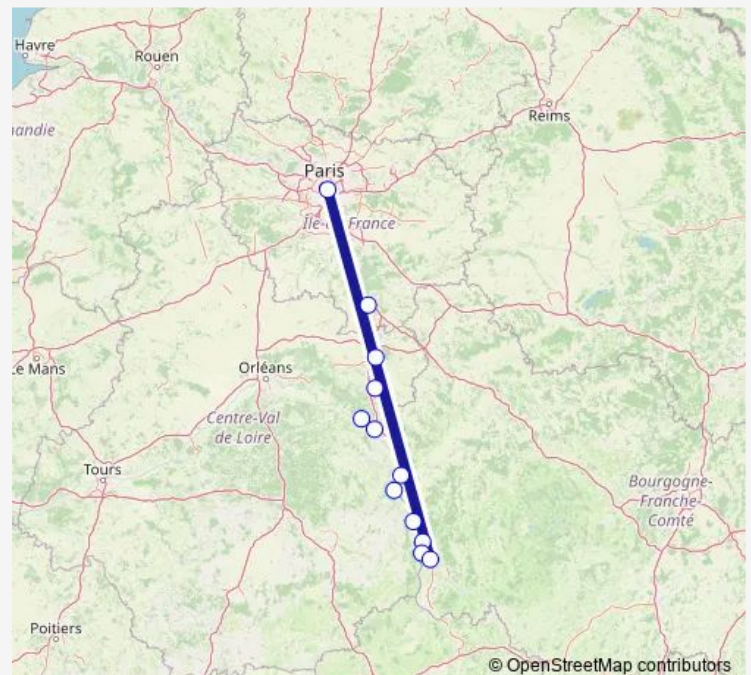 Havre
Rouen
Reims
andie
Paris
Île-de-France
Le Mans
Orléans
Centre-Val
de Loire
Tours
Bourgogne-
Franche-
Comté
Poitiers
© OpenStreetMap contributors